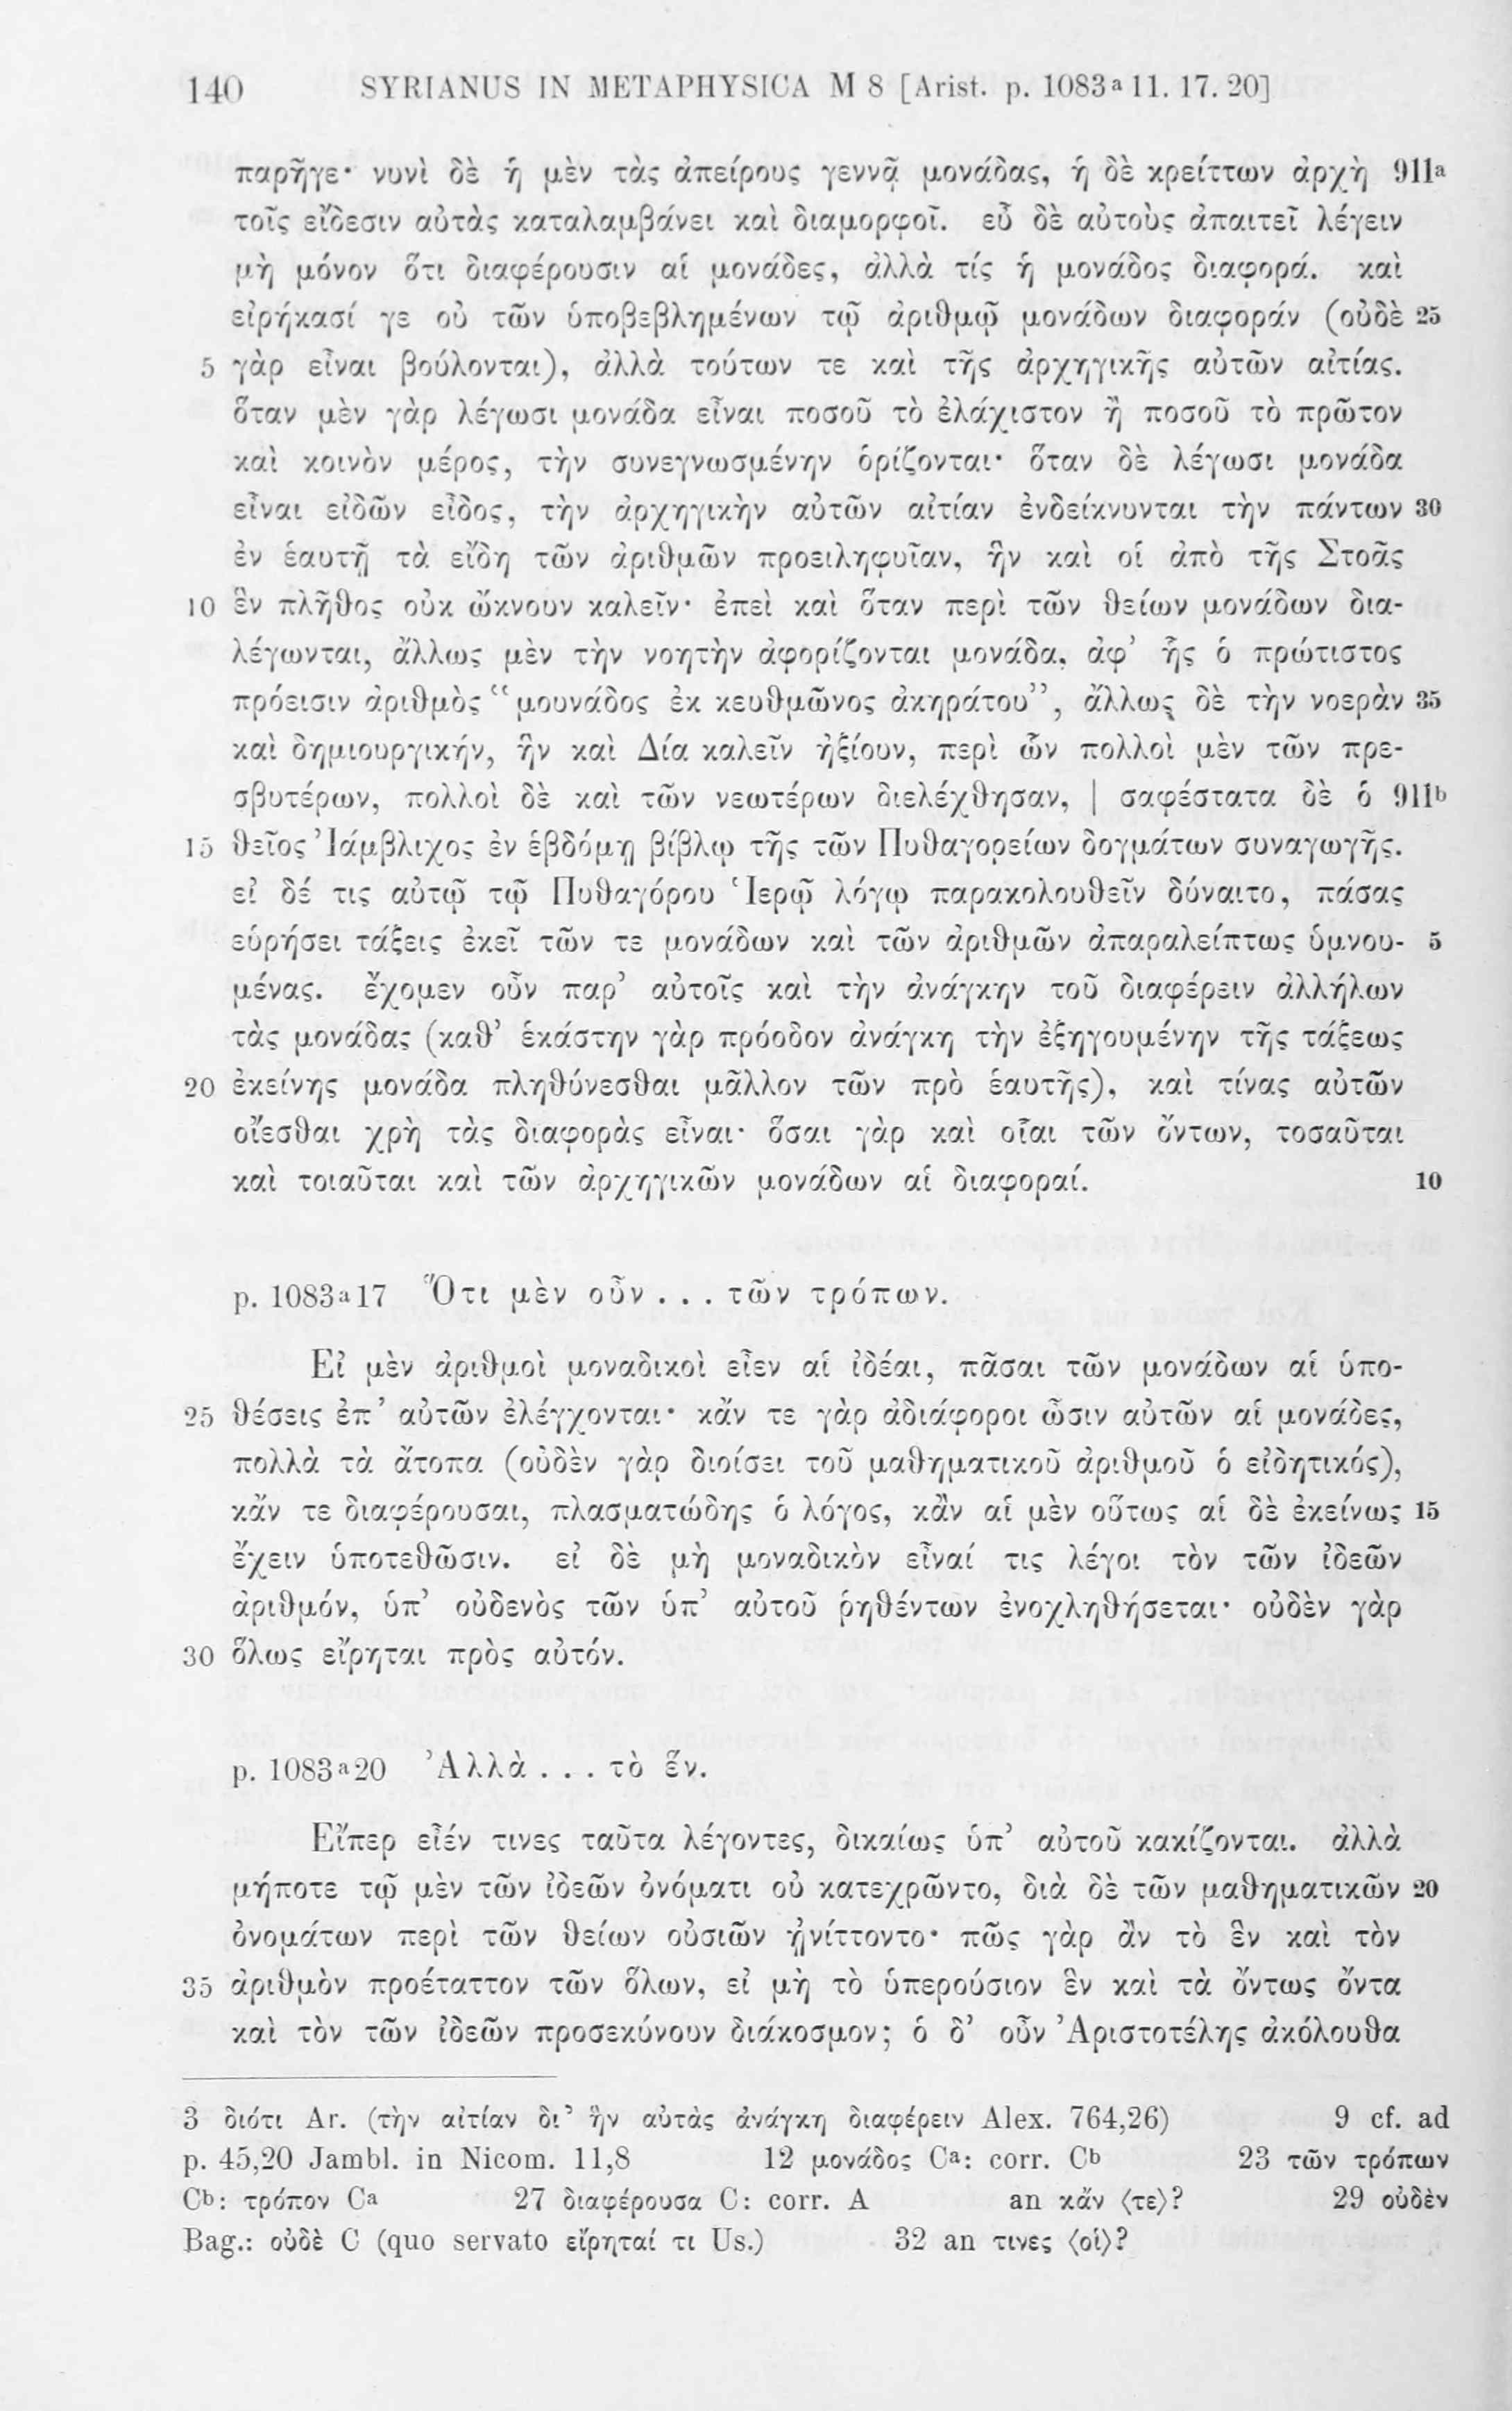 140 SYRIANUS IN METAPHYSICA M 8 [Arist. p. 1083a 11. 17. 20]
παρῆγε· νυνὶ δὲ ἡ μὲν τὰς ἀπείρους γεννᾷ μονάδας, ἡ δὲ κρείττων ἀρχὴ 911a
τοῖς εἴδεσιν αὐτὰς καταλαμβάνει καὶ διαμορφοῖ. εὖ δὲ αὐτοὺς ἀπαιτεῖ λέγειν
μὴ μόνον ὅτι διαφέρουσιν αἱ μονάδες, ἀλλὰ τίς ἡ μονάδος διαφορά. καὶ
εἰρήκασί γε οὐ τῶν ὑποβεβλημένων τῷ ἀριθμῷ μονάδων διαφοράν (οὐδὲ 25
5 γὰρ εἶναι βούλονται), ἀλλὰ τούτων τε καὶ τῆς ἀρχηγικῆς αὐτῶν αἰτίας.
ὅταν μὲν γὰρ λέγωσι μονάδα εἶναι ποσοῦ τὸ ἐλάχιστον ἢ ποσοῦ τὸ πρῶτον
καὶ κοινὸν μέρος, τὴν συνεγνωσμένην ὁρίζονται· ὅταν δὲ λέγωσι μονάδα
εἶναι εἰδῶν εἶδος, τὴν ἀρχηγικὴν αὐτῶν αἰτίαν ἐνδείκνυνται τὴν πάντων 30
ἐν ἑαυτῇ τὰ εἴδη τῶν ἀριθμῶν προειληφυῖαν, ἣν καὶ οἱ ἀπὸ τῆς Στοᾶς
10 ἓν πλῆθος οὐκ ὤκνουν καλεῖν· ἐπεὶ καὶ ὅταν περὶ τῶν θείων μονάδων δια-
λέγωνται, ἄλλως μὲν τὴν νοητὴν ἀφορίζονται μονάδα, ἀφ’ ἧς ὁ πρώτιστος
πρόεισιν ἀριθμὸς “μουνάδος ἐκ κευθμῶνος ἀκηράτου”, ἄλλως δὲ τὴν νοερὰν 35
καὶ δημιουργικήν, ἣν καὶ Δία καλεῖν ἠξίουν, περὶ ὧν πολλοὶ μὲν τῶν πρε-
σβυτέρων, πολλοὶ δὲ καὶ τῶν νεωτέρων διελέχθησαν, | σαφέστατα δὲ ὁ 911b
15 θεῖος Ἰάμβλιχος ἐν ἑβδόμῃ βίβλῳ τῆς τῶν Πυθαγορείων δογμάτων συναγωγῆς.
εἰ δέ τις αὐτῷ τῷ Πυθαγόρου Ἱερῷ λόγῳ παρακολουθεῖν δύναιτο, πάσας
εὑρήσει τάξεις ἐκεῖ τῶν τε μονάδων καὶ τῶν ἀριθμῶν ἀπαραλείπτως ὑμνου- 5
μένας. ἔχομεν οὖν παρ’ αὐτοῖς καὶ τὴν ἀνάγκην τοῦ διαφέρειν ἀλλήλων
τὰς μονάδας (καθ’ ἑκάστην γὰρ πρόοδον ἀνάγκη τὴν ἐξηγουμένην τῆς τάξεως
20 ἐκείνης μονάδα πληθύνεσθαι μᾶλλον τῶν πρὸ ἑαυτῆς), καὶ τίνας αὐτῶν
οἴεσθαι χρὴ τὰς διαφορὰς εἶναι· ὅσαι γὰρ καὶ οἷαι τῶν ὄντων, τοσαῦται
καὶ τοιαῦται καὶ τῶν ἀρχηγικῶν μονάδων αἱ διαφοραί. 10
p. 1083a17 Ὅτι μὲν οὖν . . . τῶν τρόπων.
Εἰ μὲν ἀριθμοὶ μοναδικοὶ εἶεν αἱ ἰδέαι, πᾶσαι τῶν μονάδων αἱ ὑπο-
25 θέσεις ἐπ’ αὐτῶν ἐλέγχονται· κἄν τε γὰρ ἀδιάφοροι ὦσιν αὐτῶν αἱ μονάδες,
πολλὰ τὰ ἄτοπα (οὐδὲν γὰρ διοίσει τοῦ μαθηματικοῦ ἀριθμοῦ ὁ εἰδητικός),
κἄν τε διαφέρουσαι, πλασματώδης ὁ λόγος, κἂν αἱ μὲν οὕτως αἱ δὲ ἐκείνως 15
ἔχειν ὑποτεθῶσιν. εἰ δὲ μὴ μοναδικὸν εἶναί τις λέγοι τὸν τῶν ἰδεῶν
ἀριθμόν, ὑπ’ οὐδενὸς τῶν ὑπ’ αὐτοῦ ῥηθέντων ἐνοχληθήσεται· οὐδὲν γὰρ
30 ὅλως εἴρηται πρὸς αὐτόν.
p. 1083a20 Ἀλλὰ . . . τὸ ἕν.
Εἴπερ εἶέν τινες ταῦτα λέγοντες, δικαίως ὑπ’ αὐτοῦ κακίζονται. ἀλλὰ
μήποτε τῷ μὲν τῶν ἰδεῶν ὀνόματι οὐ κατεχρῶντο, διὰ δὲ τῶν μαθηματικῶν 20
ὀνομάτων περὶ τῶν θείων οὐσιῶν ᾐνίττοντο· πῶς γὰρ ἂν τὸ ἓν καὶ τὸν
35 ἀριθμὸν προέταττον τῶν ὅλων, εἰ μὴ τὸ ὑπερούσιον ἓν καὶ τὰ ὄντως ὄντα
καὶ τὸν τῶν ἰδεῶν προσεκύνουν διάκοσμον; ὁ δ’ οὖν Ἀριστοτέλης ἀκόλουθα
3 διότι Ar. (τὴν αἰτίαν δι’ ἣν αὐτὰς ἀνάγκη διαφέρειν Alex. 764,26) 9 cf. ad
p. 45,20 Jambl. in Nicom. 11,8 12 μονάδος Ca: corr. Cb 23 τῶν τρόπων
Cb: τρόπον Ca 27 διαφέρουσα C: corr. A an κἄν ⟨τε⟩? 29 οὐδὲν
Bag.: οὐδὲ C (quo servato εἴρηταί τι Us.) 32 an τινες ⟨οἱ⟩?